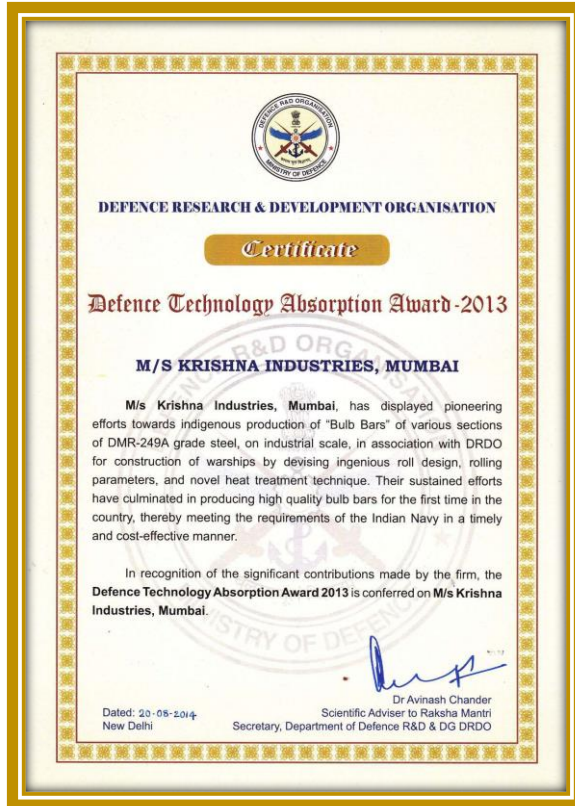 DEFENCE R&D ORGANISATION
MINISTRY OF DEFENCE
DEFENCE RESEARCH & DEVELOPMENT ORGANISATION
Certificate
Defence Technology Absorption Award-2013
M/S KRISHNA INDUSTRIES, MUMBAI
M/s Krishna Industries, Mumbai, has displayed pioneering
efforts towards indigenous production of "Bulb Bars" of various sections
of DMR-249A grade steel, on industrial scale, in association with DRDO
for construction of warships by devising ingenious roll design, rolling
parameters, and novel heat treatment technique. Their sustained efforts
have culminated in producing high quality bulb bars for the first time in the
country, thereby meeting the requirements of the Indian Navy in a timely
and cost-effective manner.
In recognition of the significant contributions made by the firm, the
Defence Technology Absorption Award 2013 is conferred on M/s Krishna
Industries, Mumbai.
Dr Avinash Chander
Dated: 20-08-2014 Scientific Adviser to Raksha Mantri
New Delhi Secretary, Department of Defence R&D & DG DRDO